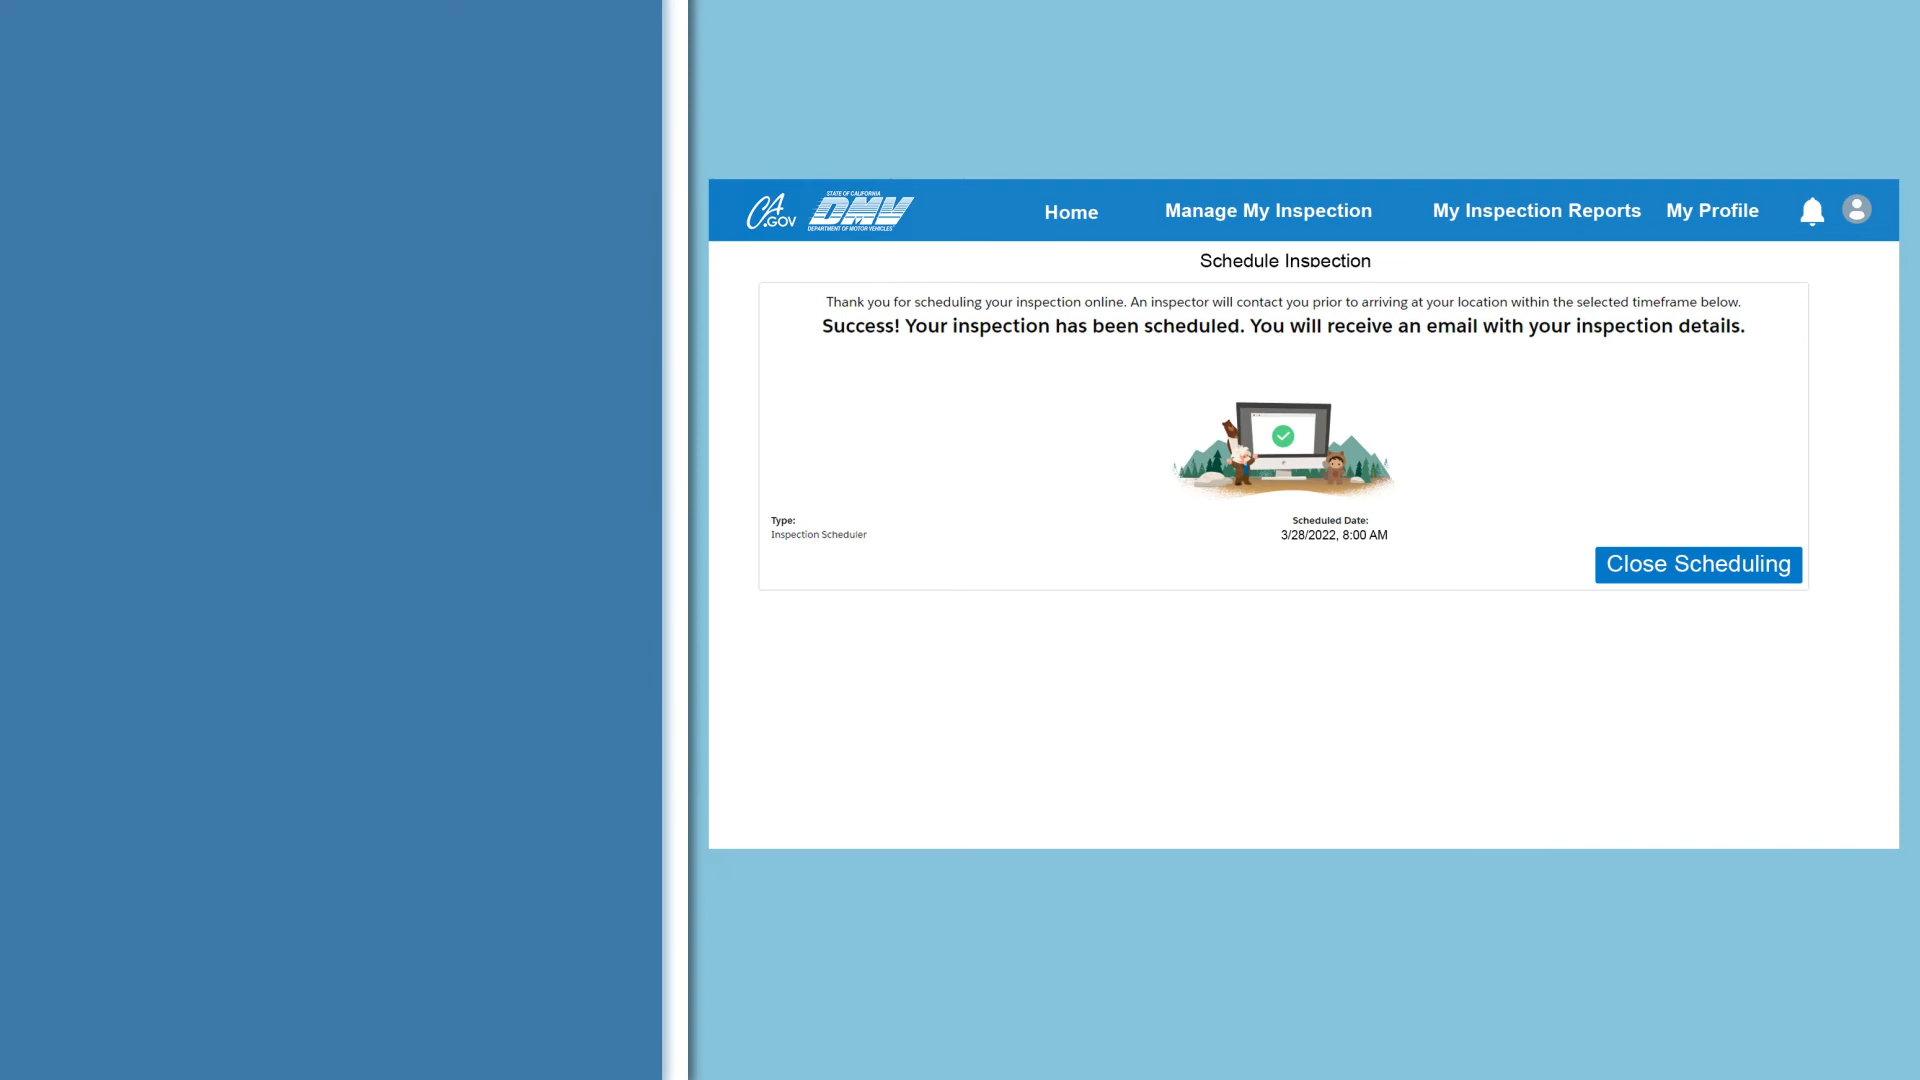 CA.GOV
STATE OF CALIFORNIA
DMV
DEPARTMENT OF MOTOR VEHICLES
Home
Manage My Inspection
My Inspection Reports
My Profile
Schedule Inspection
Thank you for scheduling your inspection online. An inspector will contact you prior to arriving at your location within the selected timeframe below.
Success! Your inspection has been scheduled. You will receive an email with your inspection details.
Type:
Inspection Scheduler
Scheduled Date:
3/28/2022, 8:00 AM
Close Scheduling